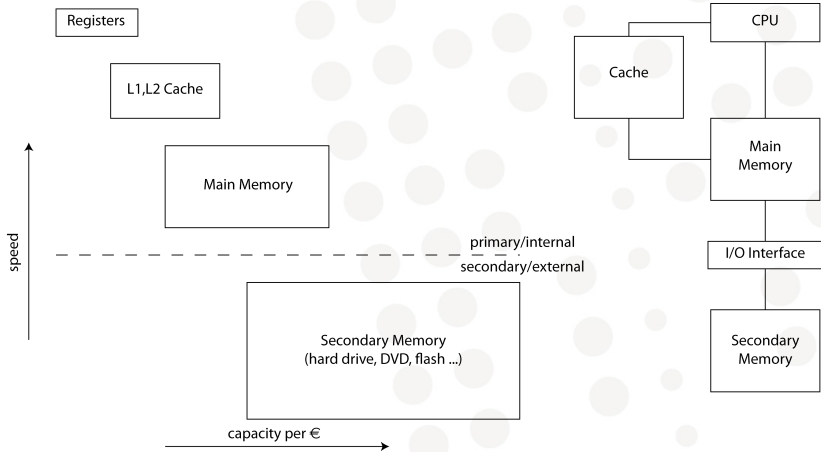 Registers
L1,L2 Cache
Main Memory
speed
primary/internal
secondary/external
Secondary Memory
(hard drive, DVD, flash ...)
capacity per €
CPU
Cache
Main
Memory
I/O Interface
Secondary
Memory